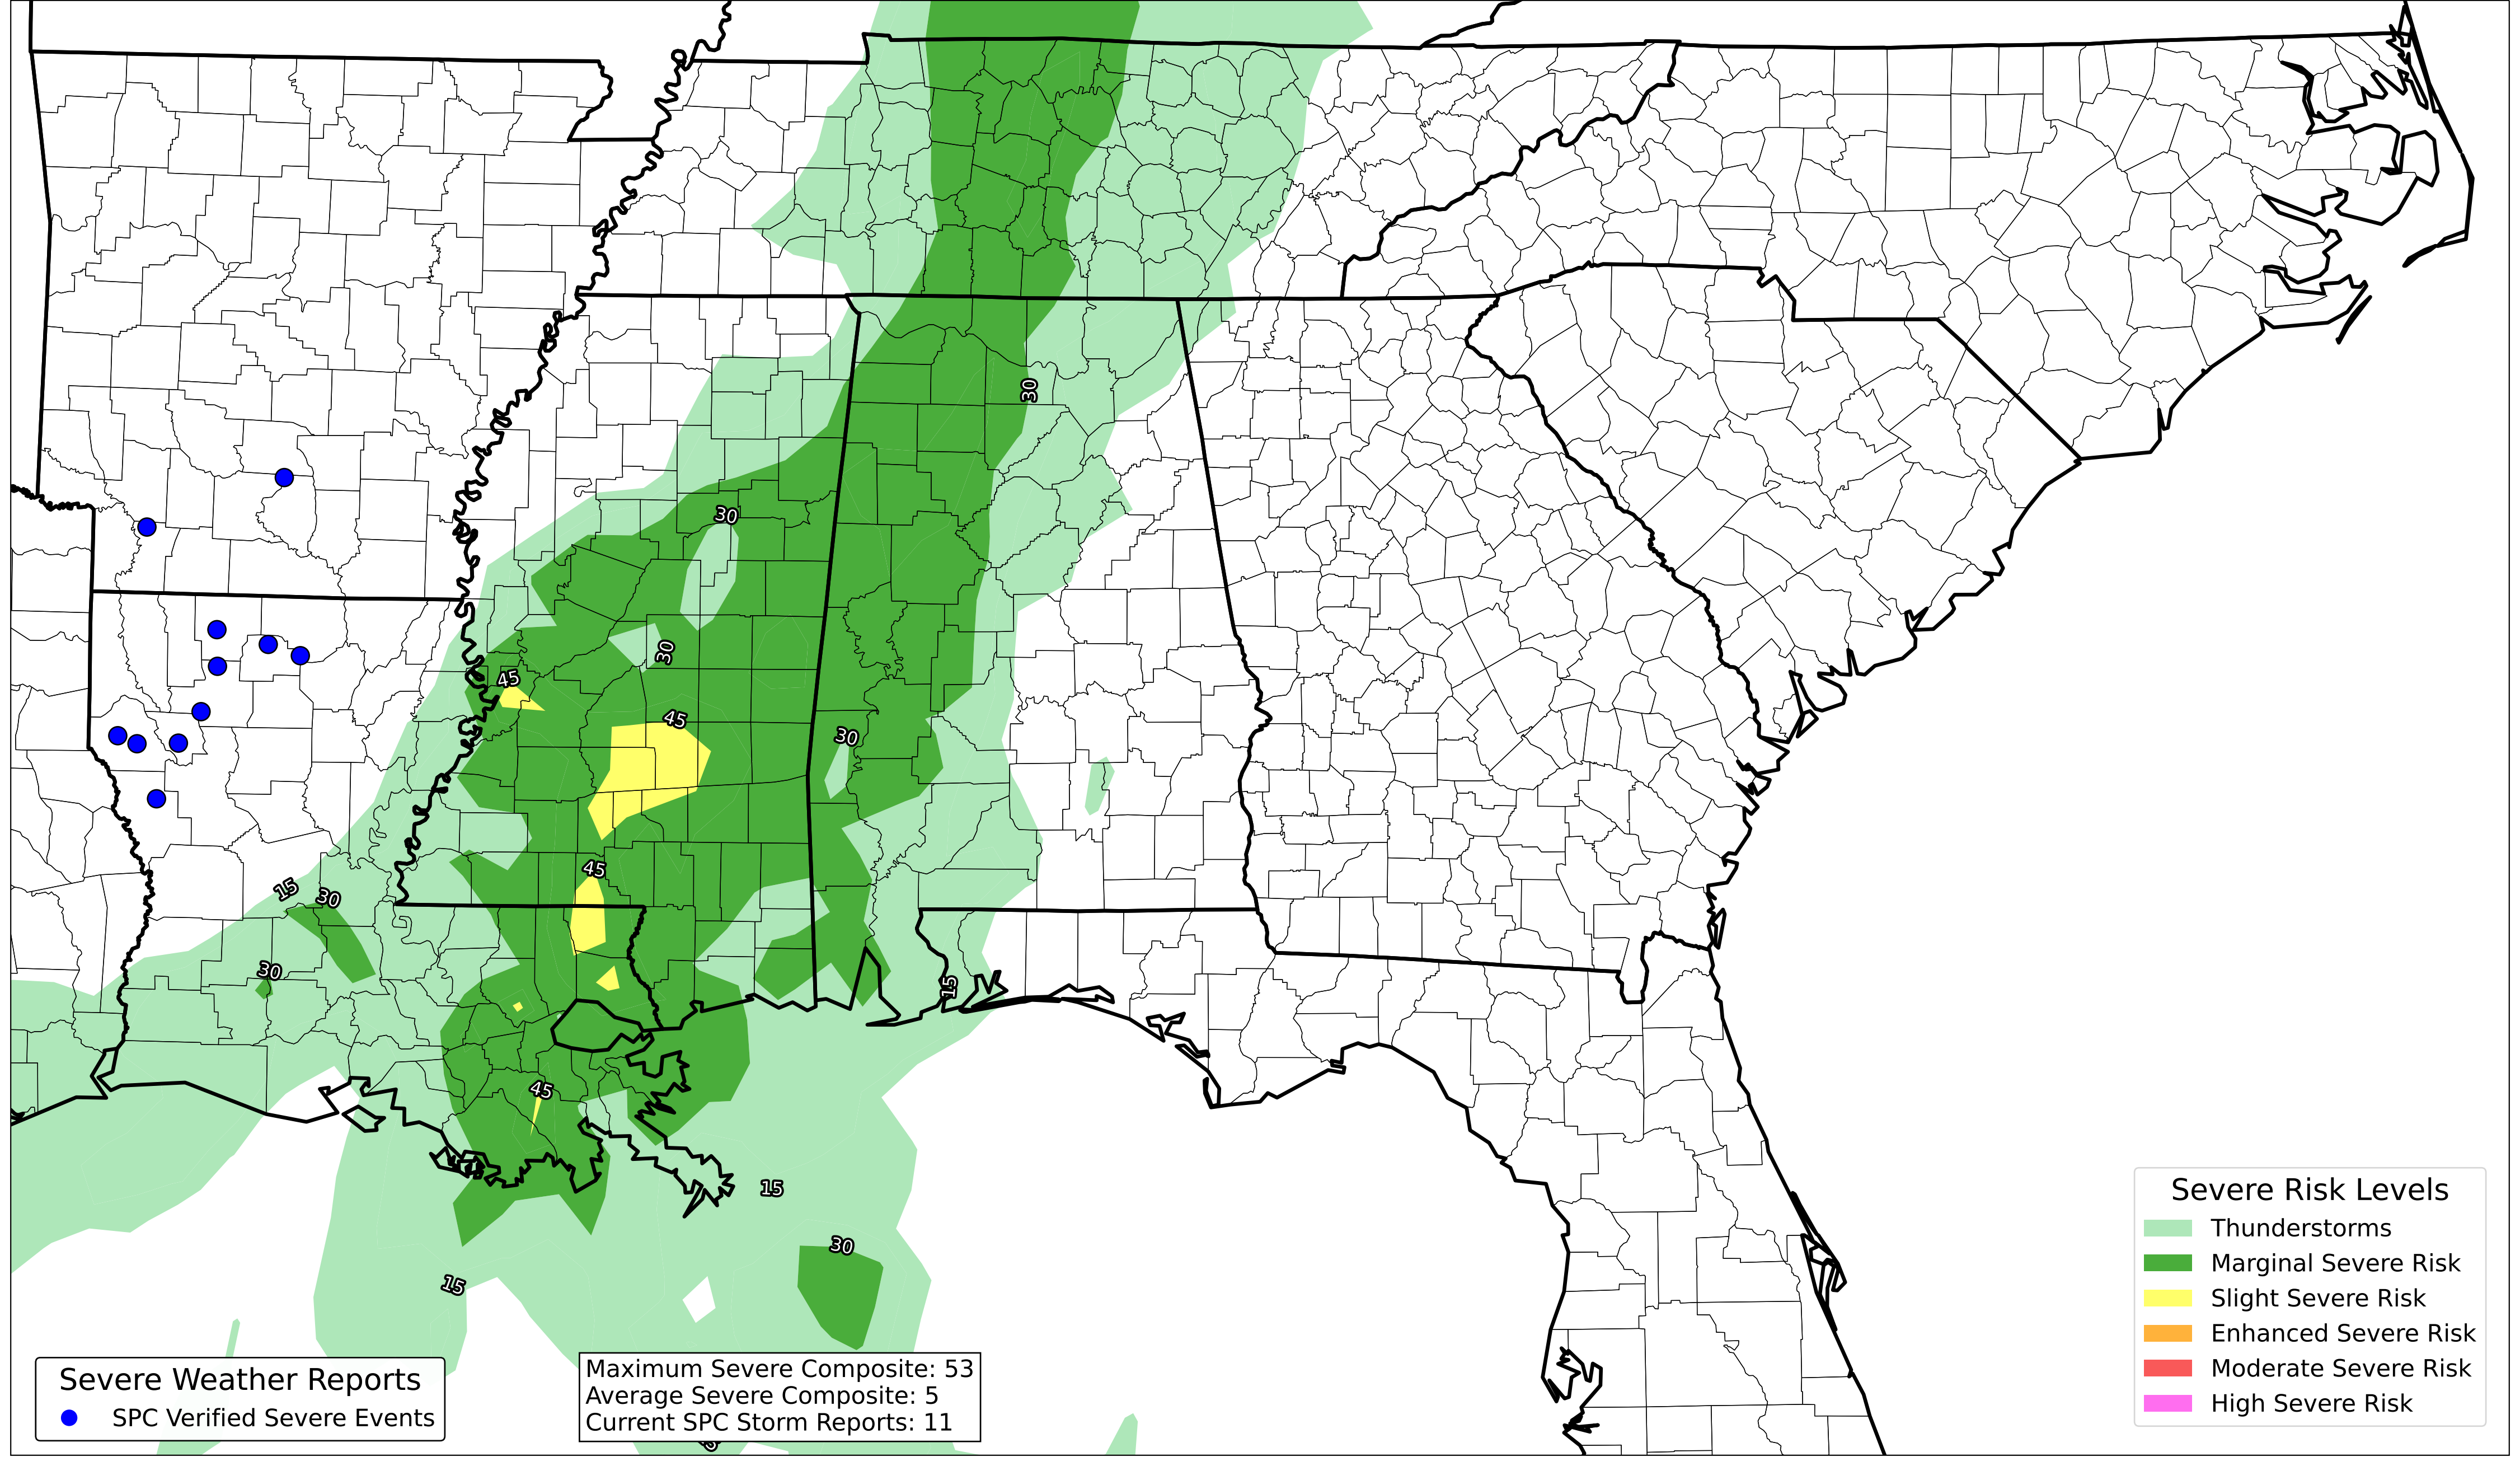 30
30
30
45
45
30
45
15
30
30
15
45
15
30
15
Severe Risk Levels
Thunderstorms
Marginal Severe Risk
Slight Severe Risk
Enhanced Severe Risk
Moderate Severe Risk
High Severe Risk
Severe Weather Reports
SPC Verified Severe Events
Maximum Severe Composite: 53
Average Severe Composite: 5
Current SPC Storm Reports: 11